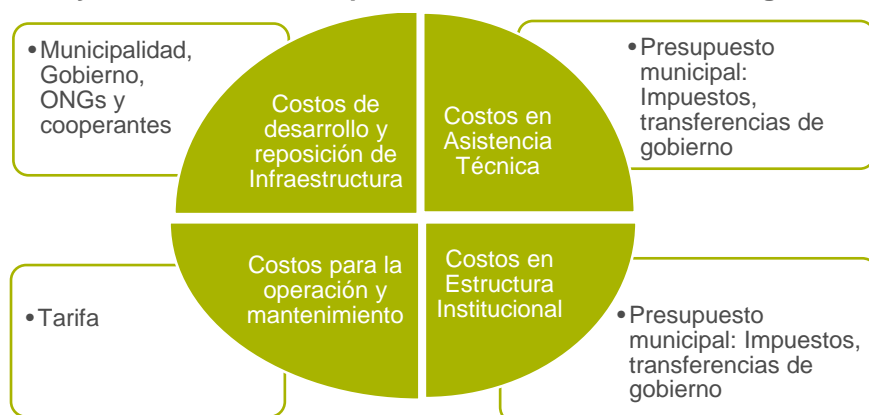 •Municipalidad,
Gobierno,
ONGs y
cooperantes
Costos de
desarrollo y
reposición de
Infraestructura
Costos en
Asistencia
Técnica
•Presupuesto
municipal:
Impuestos,
transferencias de
gobierno
•Tarifa
Costos para la
operación y
mantenimiento
Costos en
Estructura
Institucional
•Presupuesto
municipal: Impuestos,
transferencias de
gobierno